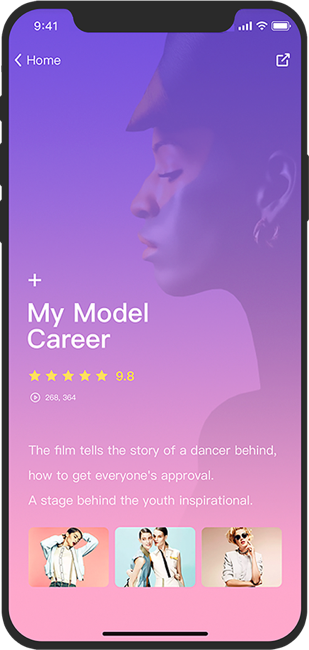 9:41
Home
My Model
Career
9.8
268, 364
The film tells the story of a dancer behind,
how to get everyone's approval.
A stage behind the youth inspirational.